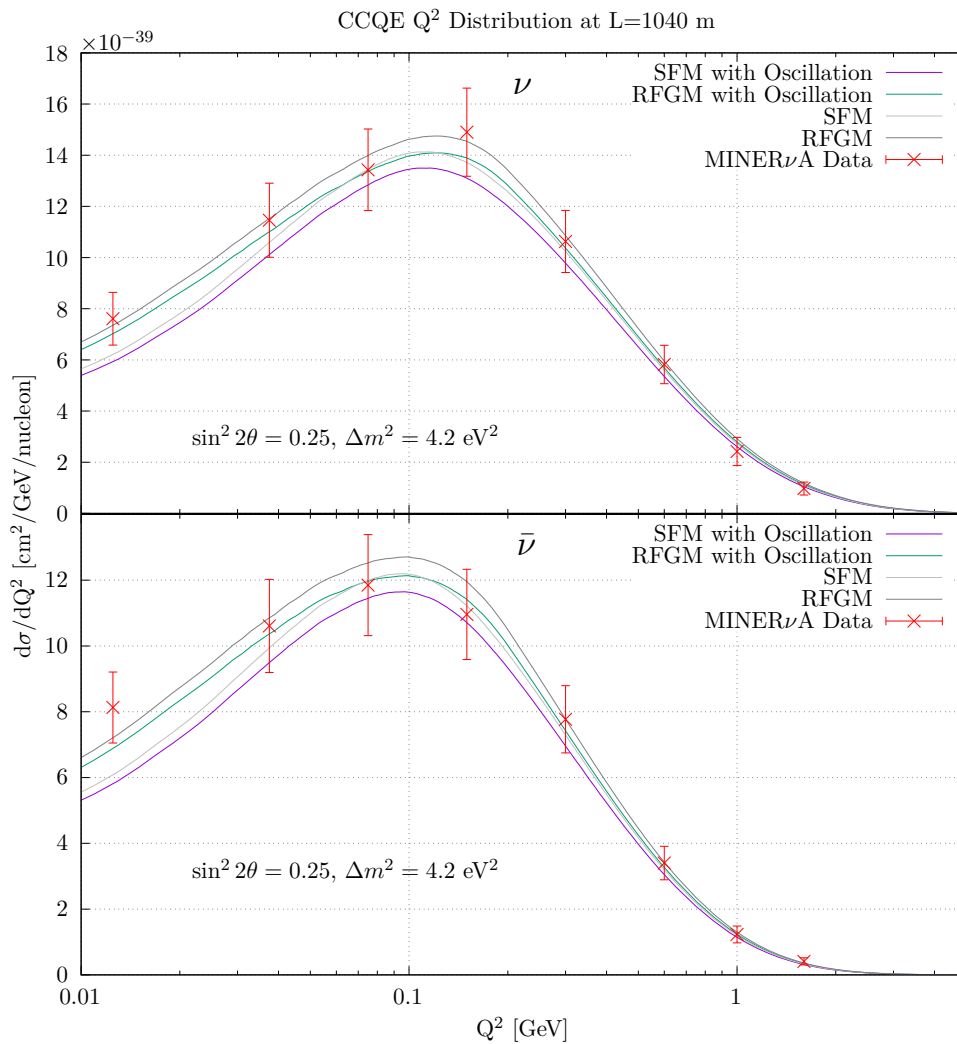 CCQE Q² Distribution at L=1040 m
×10⁻³⁹
dσ/dQ² [cm²/GeV/nucleon]
18
16
14
12
10
8
6
4
2
0
ν
SFM with Oscillation
RFGM with Oscillation
SFM
RFGM
MINERνA Data
sin² 2θ = 0.25, Δm² = 4.2 eV²
12
10
8
6
4
2
0
ν̄
SFM with Oscillation
RFGM with Oscillation
SFM
RFGM
MINERνA Data
sin² 2θ = 0.25, Δm² = 4.2 eV²
0.01 0.1 1
Q² [GeV]